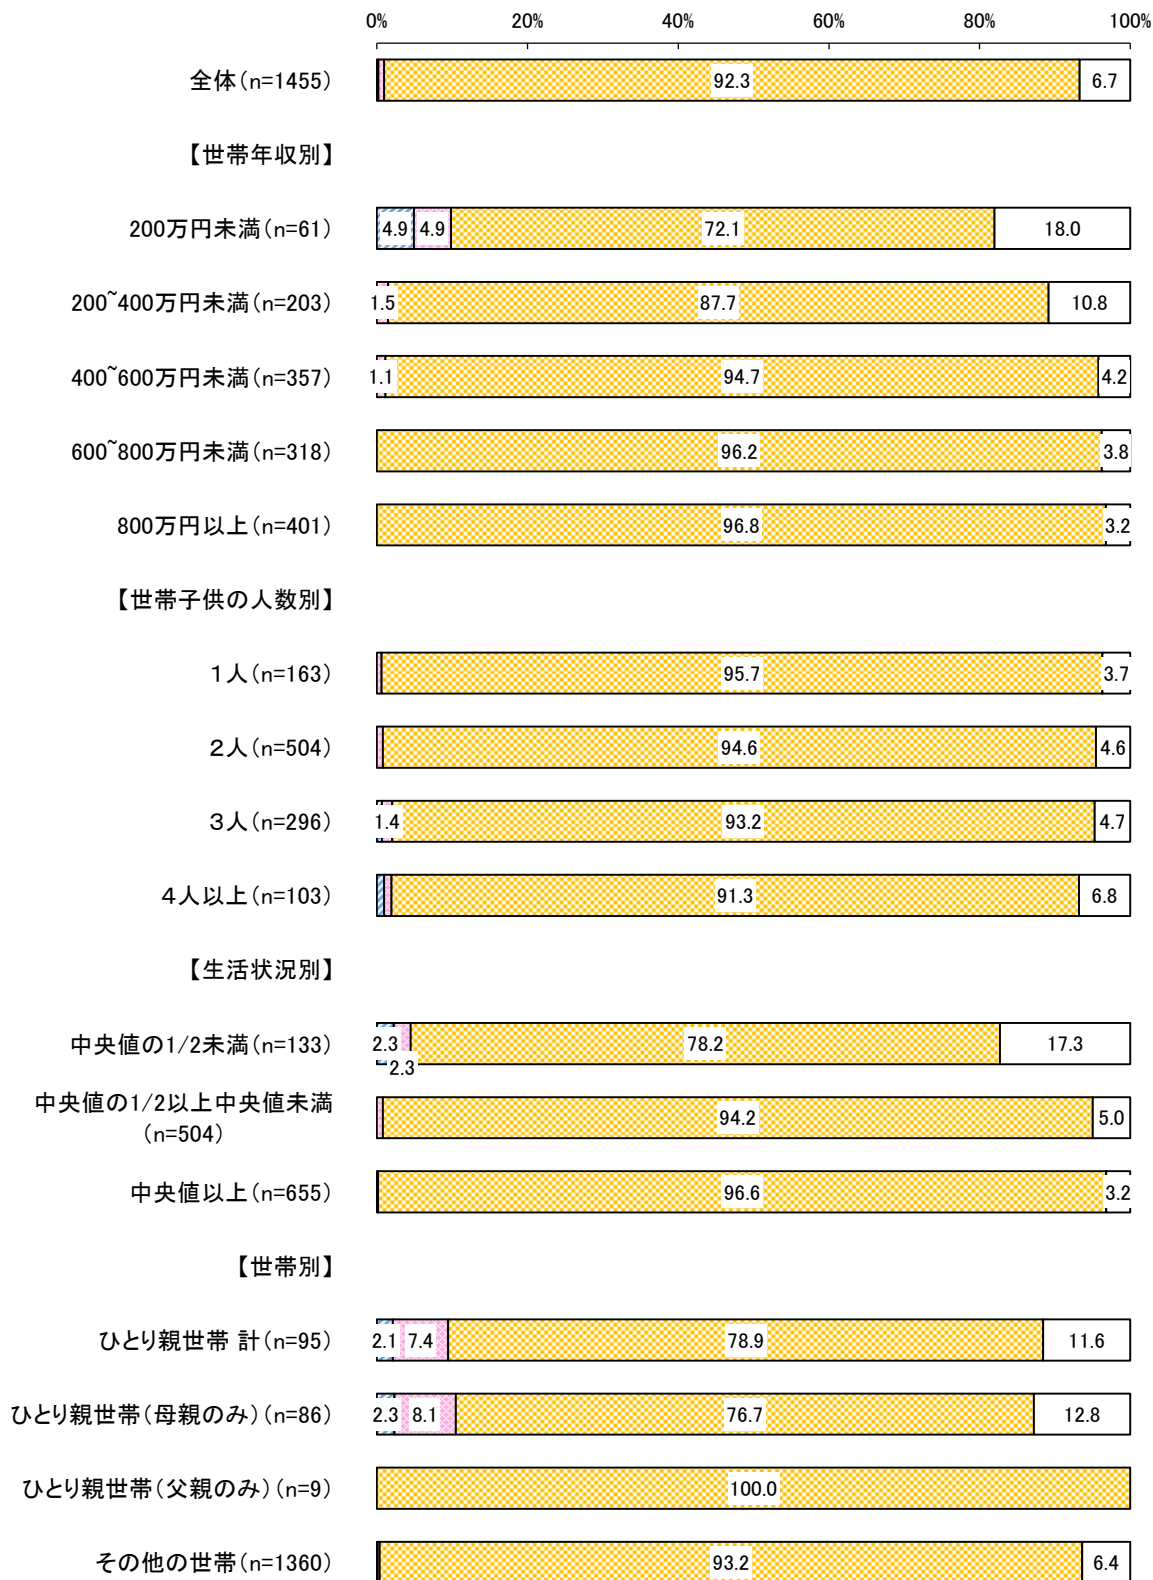 0% 20% 40% 60% 80% 100%
全体(n=1455) 92.3 6.7
【世帯年収別】
200万円未満(n=61) 4.9 4.9 72.1 18.0
200~400万円未満(n=203) 1.5 87.7 10.8
400~600万円未満(n=357) 1.1 94.7 4.2
600~800万円未満(n=318) 96.2 3.8
800万円以上(n=401) 96.8 3.2
【世帯子供の人数別】
1人(n=163) 95.7 3.7
2人(n=504) 94.6 4.6
3人(n=296) 1.4 93.2 4.7
4人以上(n=103) 91.3 6.8
【生活状況別】
中央値の1/2未満(n=133) 2.3 2.3 78.2 17.3
中央値の1/2以上中央値未満
(n=504) 94.2 5.0
中央値以上(n=655) 96.6 3.2
【世帯別】
ひとり親世帯 計(n=95) 2.1 7.4 78.9 11.6
ひとり親世帯(母親のみ)(n=86) 2.3 8.1 76.7 12.8
ひとり親世帯(父親のみ)(n=9) 100.0
その他の世帯(n=1360) 93.2 6.4